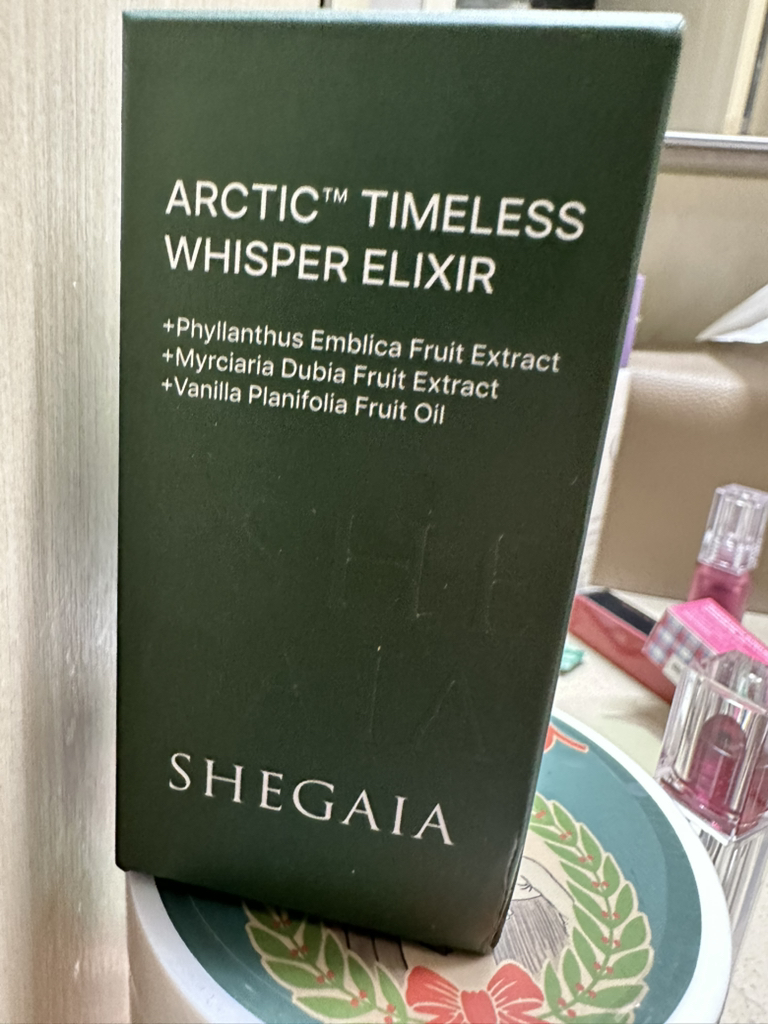 ARCTIC™ TIMELESS
WHISPER ELIXIR
+Phyllanthus Emblica Fruit Extract
+Myrciaria Dubia Fruit Extract
+Vanilla Planifolia Fruit Oil
SHEGAIA